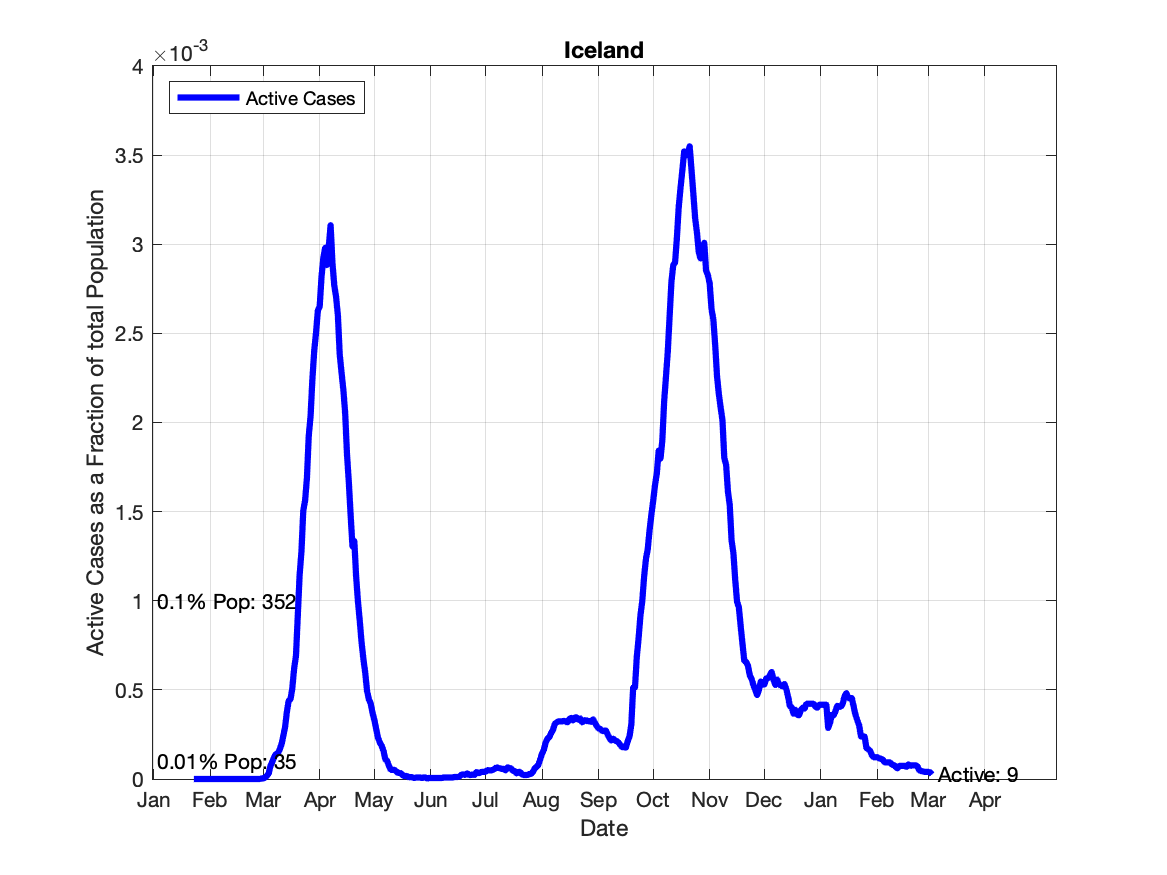 Iceland
×10-3
4
Active Cases
3.5
3
2.5
2
1.5
1
0.5
0
Active Cases as a Fraction of total Population
0.1% Pop: 352
0.01% Pop: 35
Active: 9
Jan Feb Mar Apr May Jun Jul Aug Sep Oct Nov Dec Jan Feb Mar Apr
Date